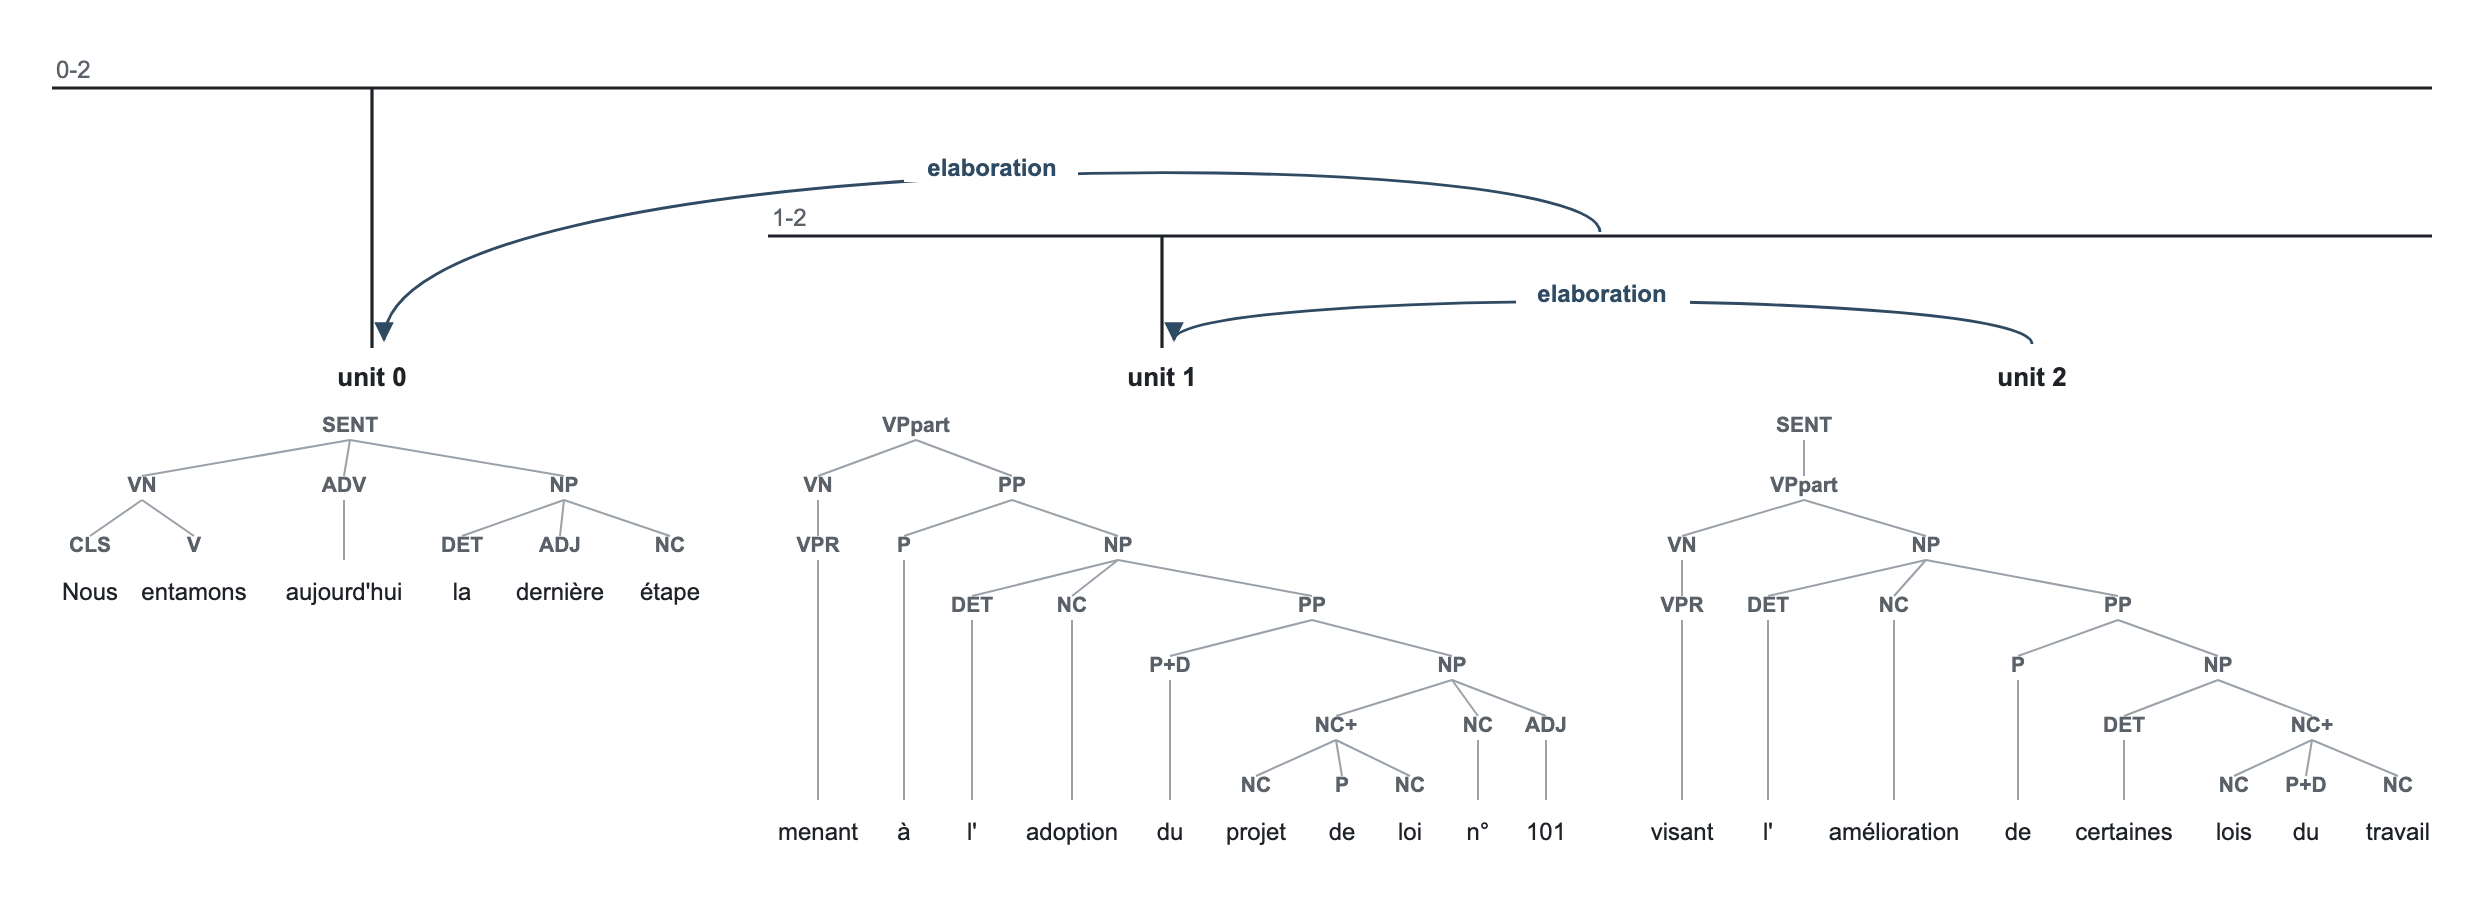 0-2
elaboration
1-2
elaboration
unit 0 unit 1 unit 2
SENT VPpart SENT
VN ADV NP VN PP VPpart
CLS V DET ADJ NC VPR P NP VN NP
Nous entamons aujourd'hui la dernière étape
DET NC PP VPR DET NC PP
P+D NP P NP
NC+ NC ADJ DET NC+
NC P NC NC P+D NC
menant à l' adoption du projet de loi n° 101 visant l' amélioration de certaines lois du travail